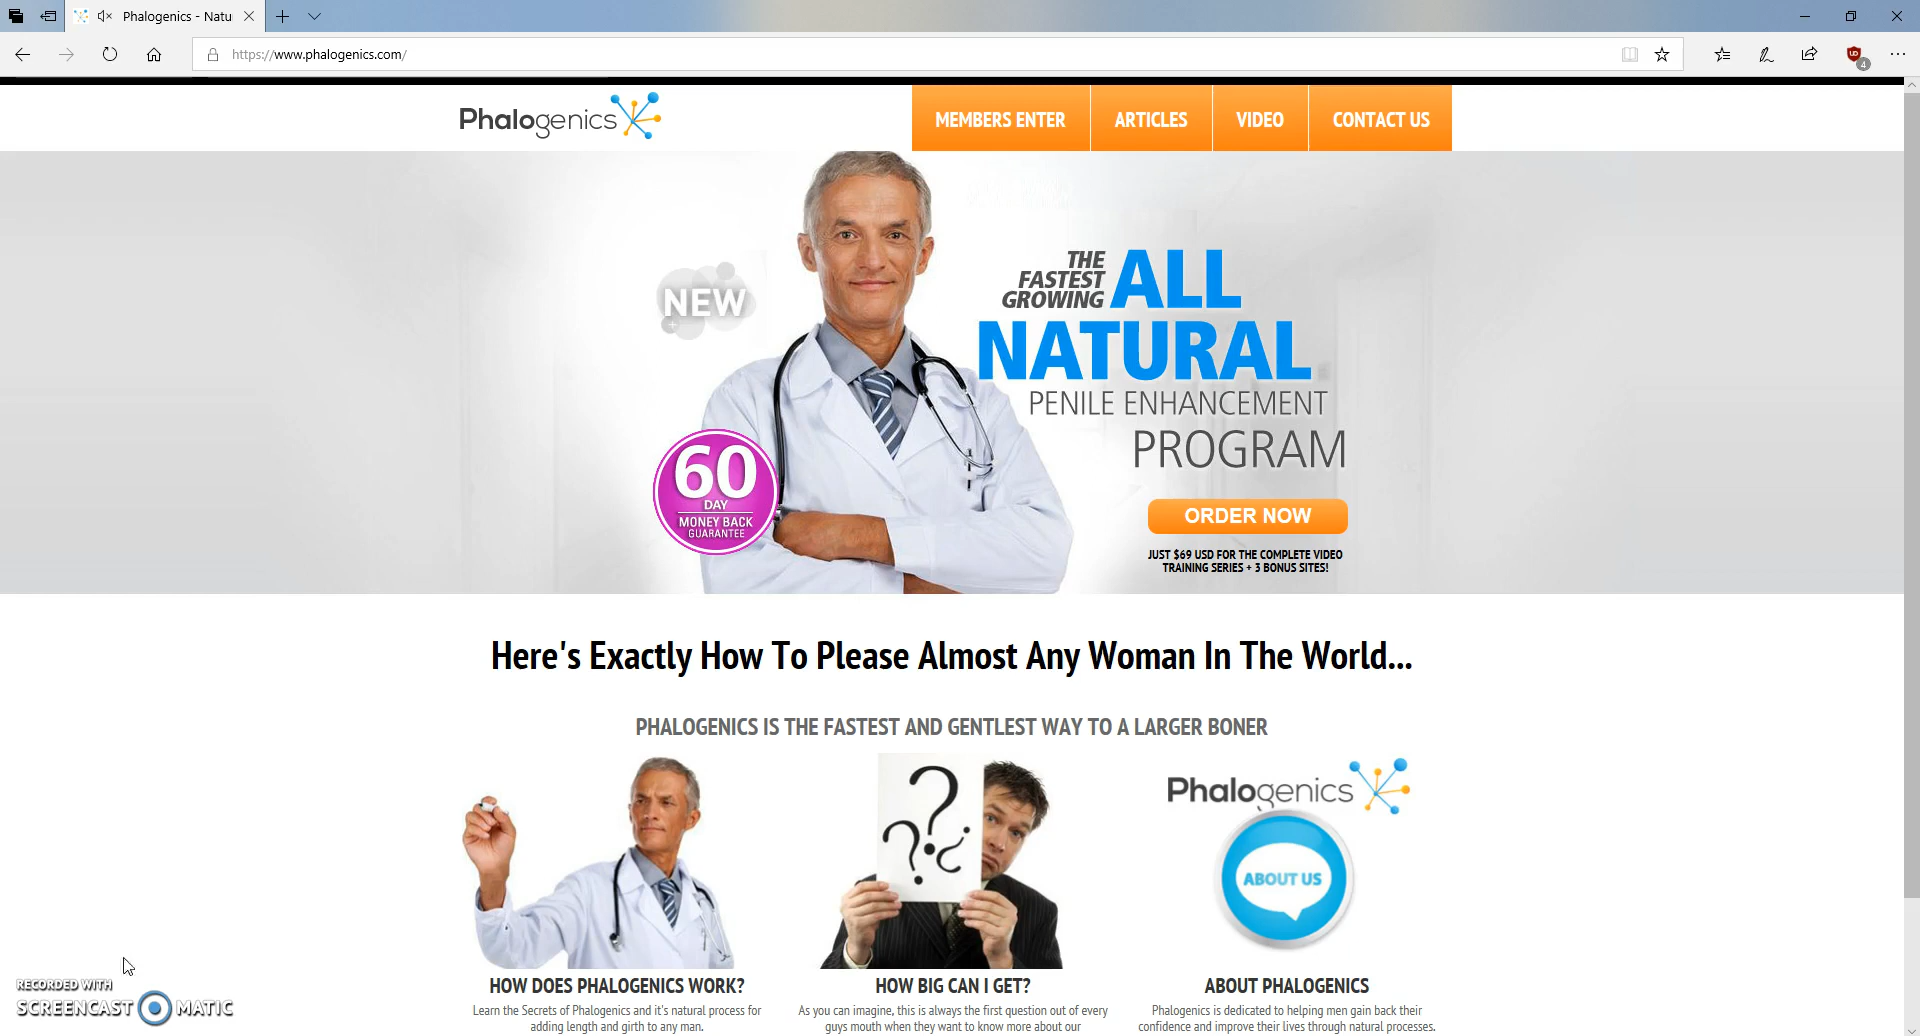 Phalogenics - Natu
https://www.phalogenics.com/
UD
4
Phalogenics
MEMBERS ENTER
ARTICLES
VIDEO
CONTACT US
NEW
THE
FASTEST
GROWING
ALL
NATURAL
PENILE ENHANCEMENT
PROGRAM
60
DAY
MONEY BACK
GUARANTEE
ORDER NOW
JUST $69 USD FOR THE COMPLETE VIDEO
TRAINING SERIES + 3 BONUS SITES!
Here's Exactly How To Please Almost Any Woman In The World...
PHALOGENICS IS THE FASTEST AND GENTLEST WAY TO A LARGER BONER
???
Phalogenics
ABOUT US
HOW DOES PHALOGENICS WORK?
Learn the Secrets of Phalogenics and it's natural process for
adding length and girth to any man.
HOW BIG CAN I GET?
As you can imagine, this is always the first question out of every
guys mouth when they want to know more about our
ABOUT PHALOGENICS
Phalogenics is dedicated to helping men gain back their
confidence and improve their lives through natural processes.
RECORDED WITH
SCREENCAST MATIC